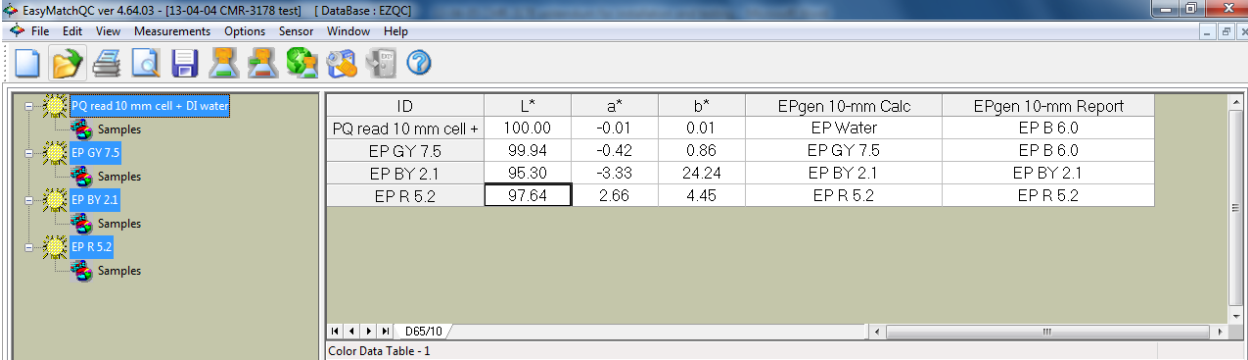 EasyMatchQC ver 4.64.03 - [13-04-04 CMR-3178 test] [ DataBase : EZQC]
File Edit View Measurements Options Sensor Window Help
PQ read 10 mm cell + DI water
Samples
EP GY 7.5
Samples
EP BY 2.1
Samples
EP R 5.2
Samples
ID L* a* b* EPgen 10-mm Calc EPgen 10-mm Report
PQ read 10 mm cell + 100.00 -0.01 0.01 EP Water EP B 6.0
EP GY 7.5 99.94 -0.42 0.86 EP GY 7.5 EP B 6.0
EP BY 2.1 95.30 -3.33 24.24 EP BY 2.1 EP BY 2.1
EP R 5.2 97.64 2.66 4.45 EP R 5.2 EP R 5.2
D65/10
Color Data Table - 1